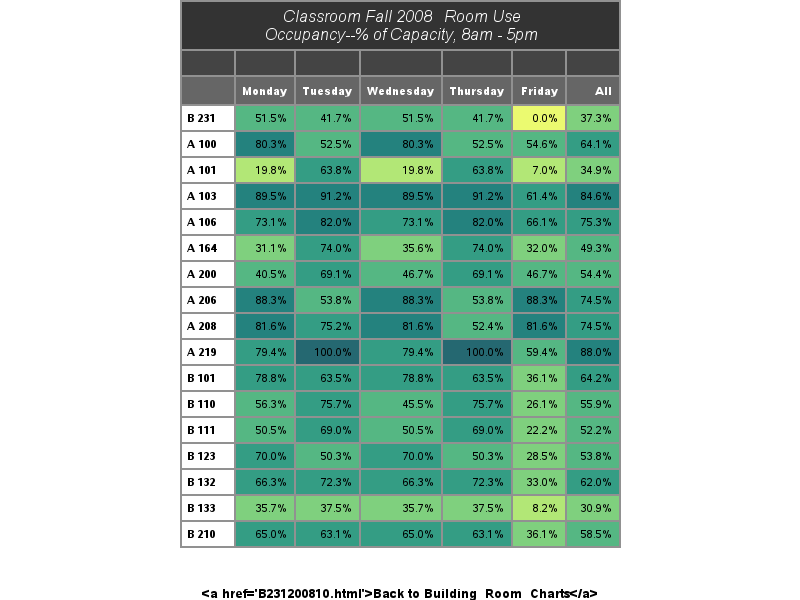 Classroom Fall 2008 Room Use
Occupancy--% of Capacity, 8am - 5pm
Monday Tuesday Wednesday Thursday Friday All
B 231 51.5% 41.7% 51.5% 41.7% 0.0% 37.3%
A 100 80.3% 52.5% 80.3% 52.5% 54.6% 64.1%
A 101 19.8% 63.8% 19.8% 63.8% 7.0% 34.9%
A 103 89.5% 91.2% 89.5% 91.2% 61.4% 84.6%
A 106 73.1% 82.0% 73.1% 82.0% 66.1% 75.3%
A 164 31.1% 74.0% 35.6% 74.0% 32.0% 49.3%
A 200 40.5% 69.1% 46.7% 69.1% 46.7% 54.4%
A 206 88.3% 53.8% 88.3% 53.8% 88.3% 74.5%
A 208 81.6% 75.2% 81.6% 52.4% 81.6% 74.5%
A 219 79.4% 100.0% 79.4% 100.0% 59.4% 88.0%
B 101 78.8% 63.5% 78.8% 63.5% 36.1% 64.2%
B 110 56.3% 75.7% 45.5% 75.7% 26.1% 55.9%
B 111 50.5% 69.0% 50.5% 69.0% 22.2% 52.2%
B 123 70.0% 50.3% 70.0% 50.3% 28.5% 53.8%
B 132 66.3% 72.3% 66.3% 72.3% 33.0% 62.0%
B 133 35.7% 37.5% 35.7% 37.5% 8.2% 30.9%
B 210 65.0% 63.1% 65.0% 63.1% 36.1% 58.5%
<a href='B231200810.html'>Back to Building Room Charts</a>